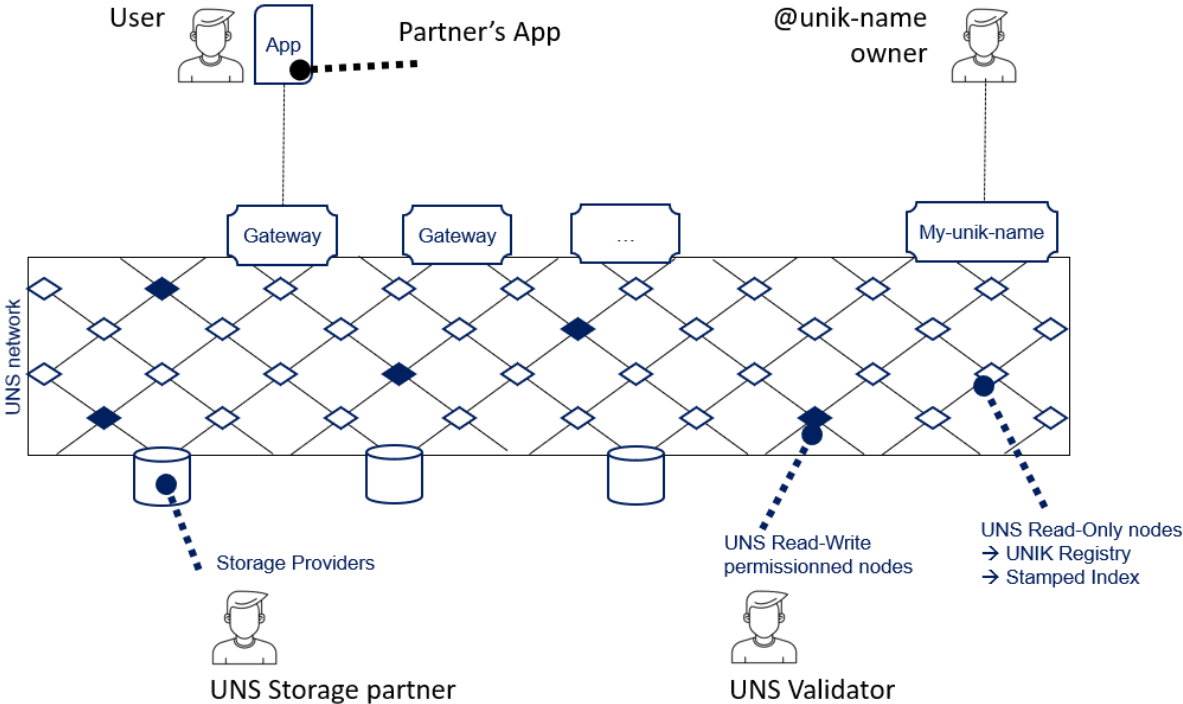 User
App
Partner's App
@unik-name
owner
Gateway
Gateway
...
My-unik-name
UNS network
Storage Providers
UNS Storage partner
UNS Read-Write
permissionned nodes
UNS Validator
UNS Read-Only nodes
→ UNIK Registry
→ Stamped Index